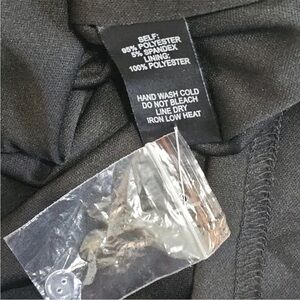 SELF:
95% POLYESTER
5% SPANDEX
LINING:
100% POLYESTER
HAND WASH COLD
DO NOT BLEACH
LINE DRY
IRON LOW HEAT